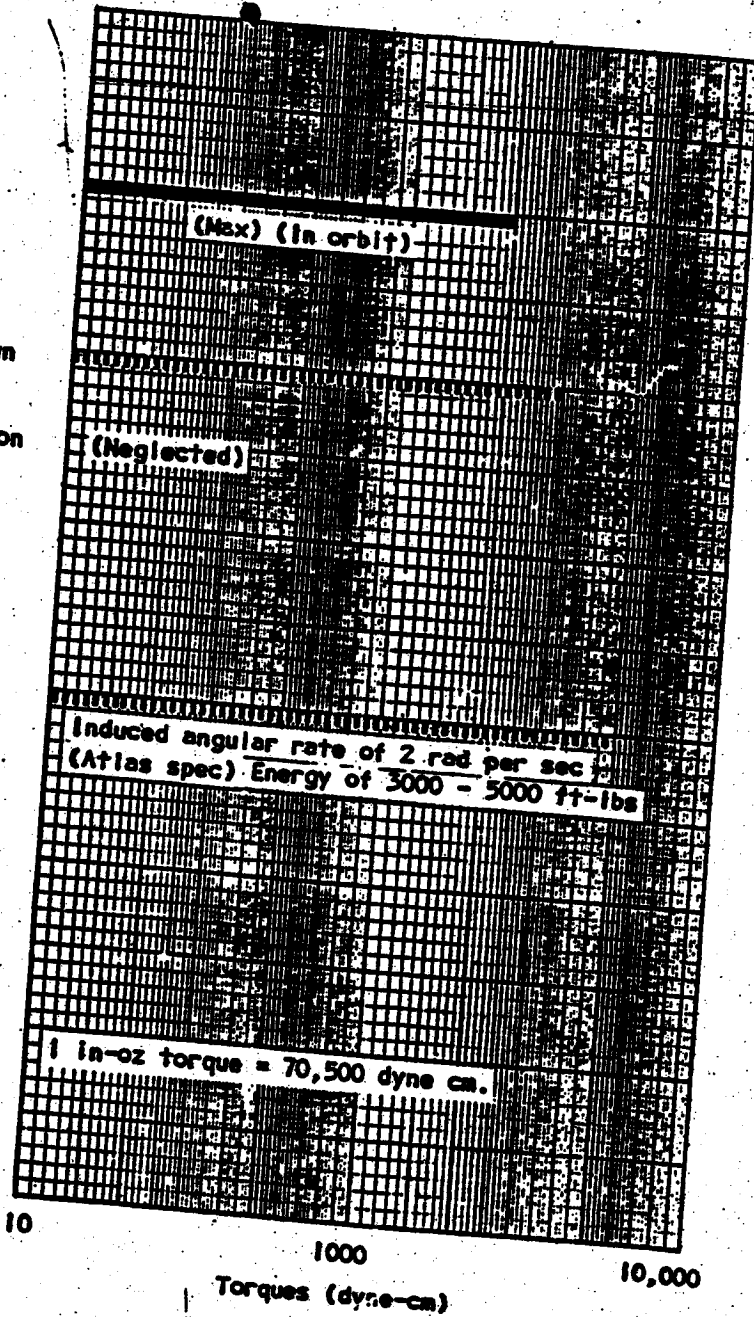 (Max) (in orbit)
(Neglected)
Induced angular rate of 2 rad per sec
(Atlas spec) Energy of 3000 - 5000 ft-lbs
1 in-oz torque = 70,500 dyne cm.
10
1000
10,000
Torques (dyne-cm)